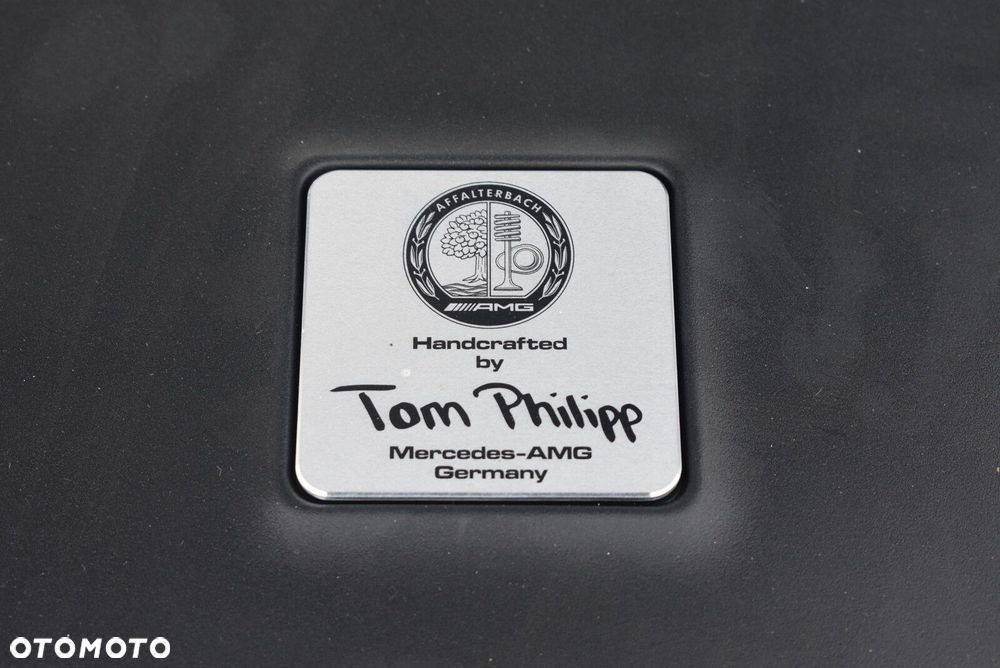 AFFALTERBACH
AMG
Handcrafted
by
Tom Philipp
Mercedes-AMG
Germany
OTOMOTO